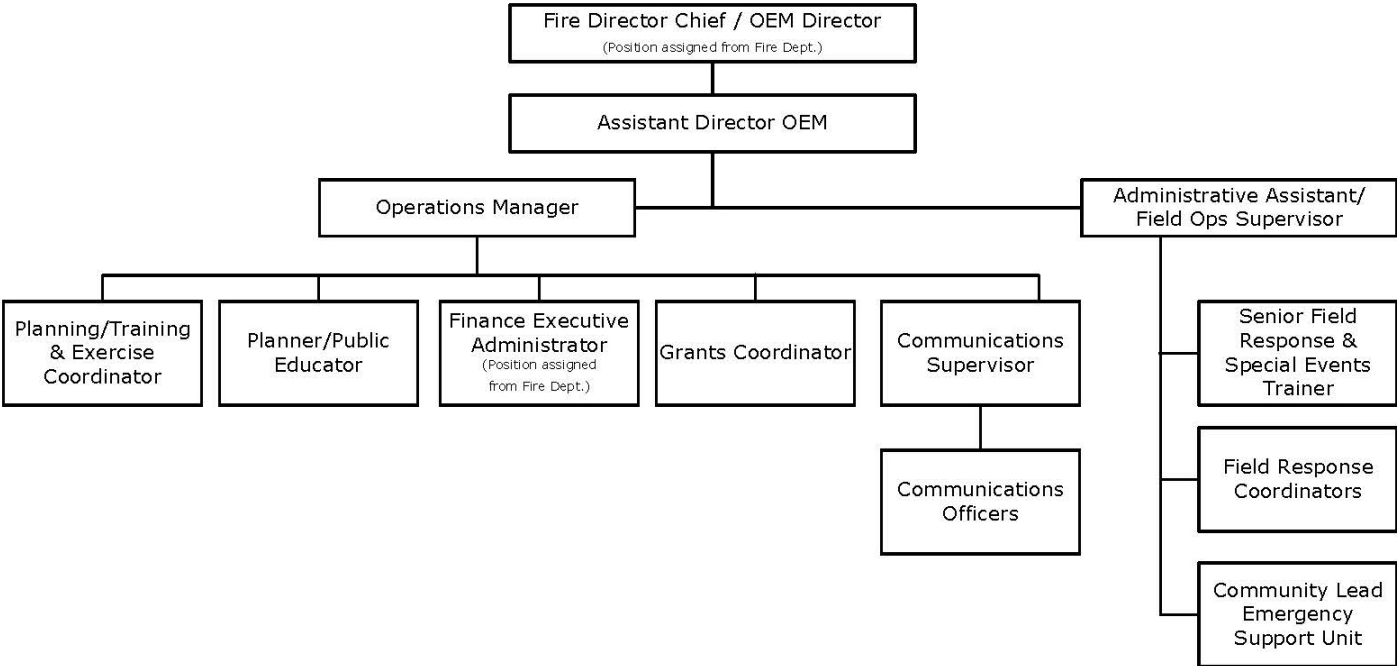 Fire Director Chief / OEM Director
(Position assigned from Fire Dept.)
Assistant Director OEM
Operations Manager
Administrative Assistant/
Field Ops Supervisor
Planning/Training
& Exercise
Coordinator
Planner/Public
Educator
Finance Executive
Administrator
(Position assigned
from Fire Dept.)
Grants Coordinator
Communications
Supervisor
Senior Field
Response &
Special Events
Trainer
Communications
Officers
Field Response
Coordinators
Community Lead
Emergency
Support Unit